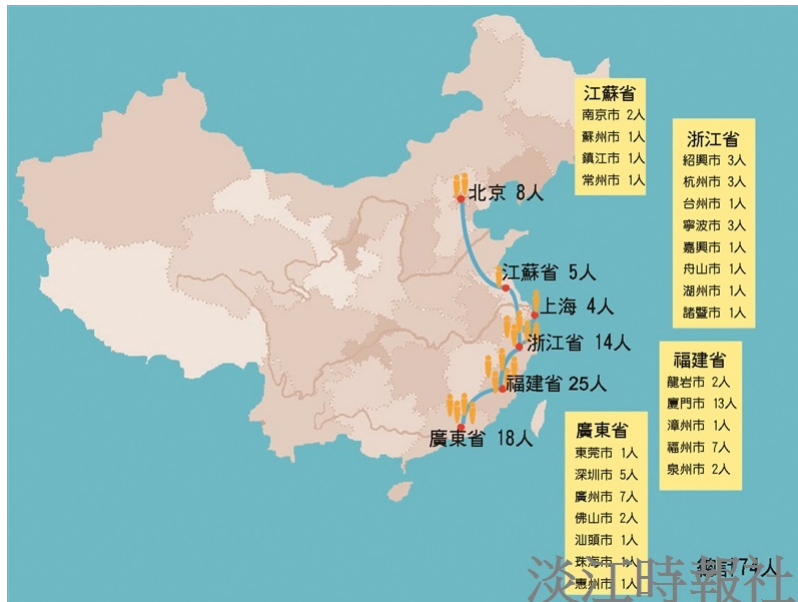 江蘇省
南京市 2人
蘇州市 1人
鎮江市 1人
常州市 1人
浙江省
紹興市 3人
杭州市 3人
台州市 1人
寧波市 3人
嘉興市 1人
舟山市 1人
湖州市 1人
諸暨市 1人
北京 8人
江蘇省 5人
上海 4人
浙江省 14人
福建省 25人
廣東省 18人
福建省
龍岩市 2人
廈門市 13人
漳州市 1人
福州市 7人
泉州市 2人
廣東省
東莞市 1人
深圳市 5人
廣州市 7人
佛山市 2人
汕頭市 1人
珠海市 1人
惠州市 1人
總計74人
淡江時報社